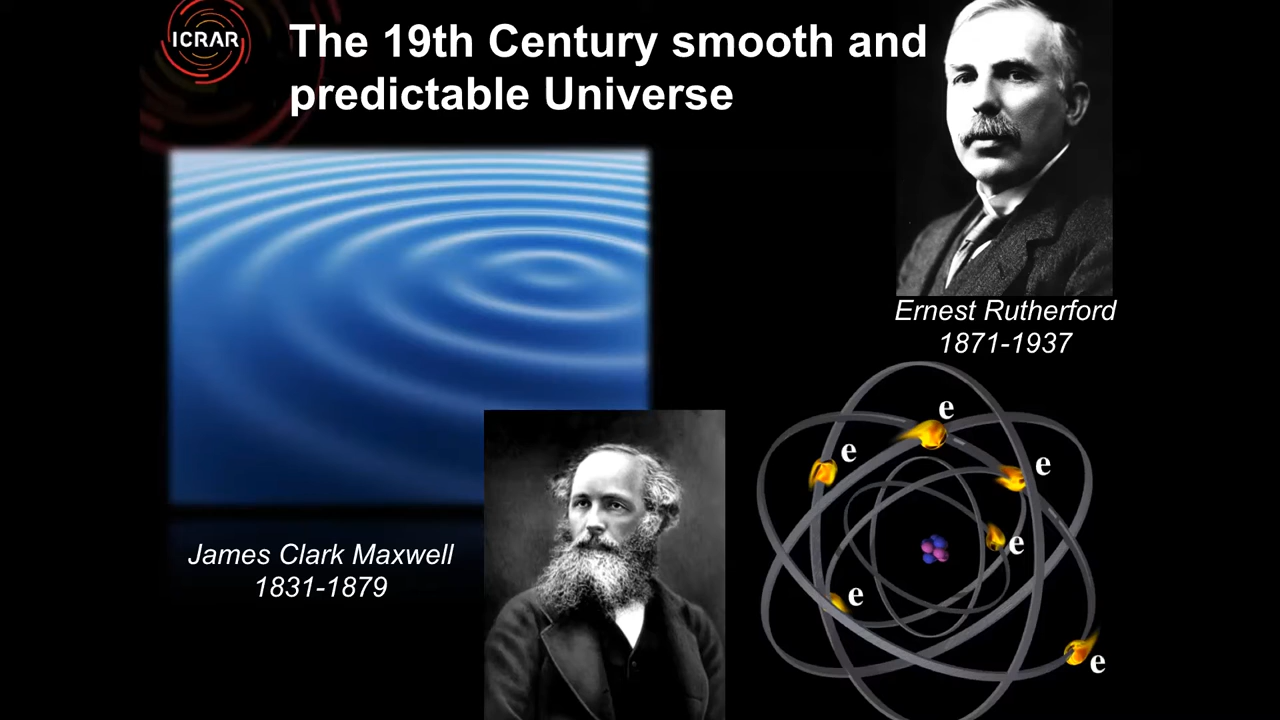 ICRAR
The 19th Century smooth and
predictable Universe
Ernest Rutherford
1871-1937
James Clark Maxwell
1831-1879
e
e
e
e
e
e